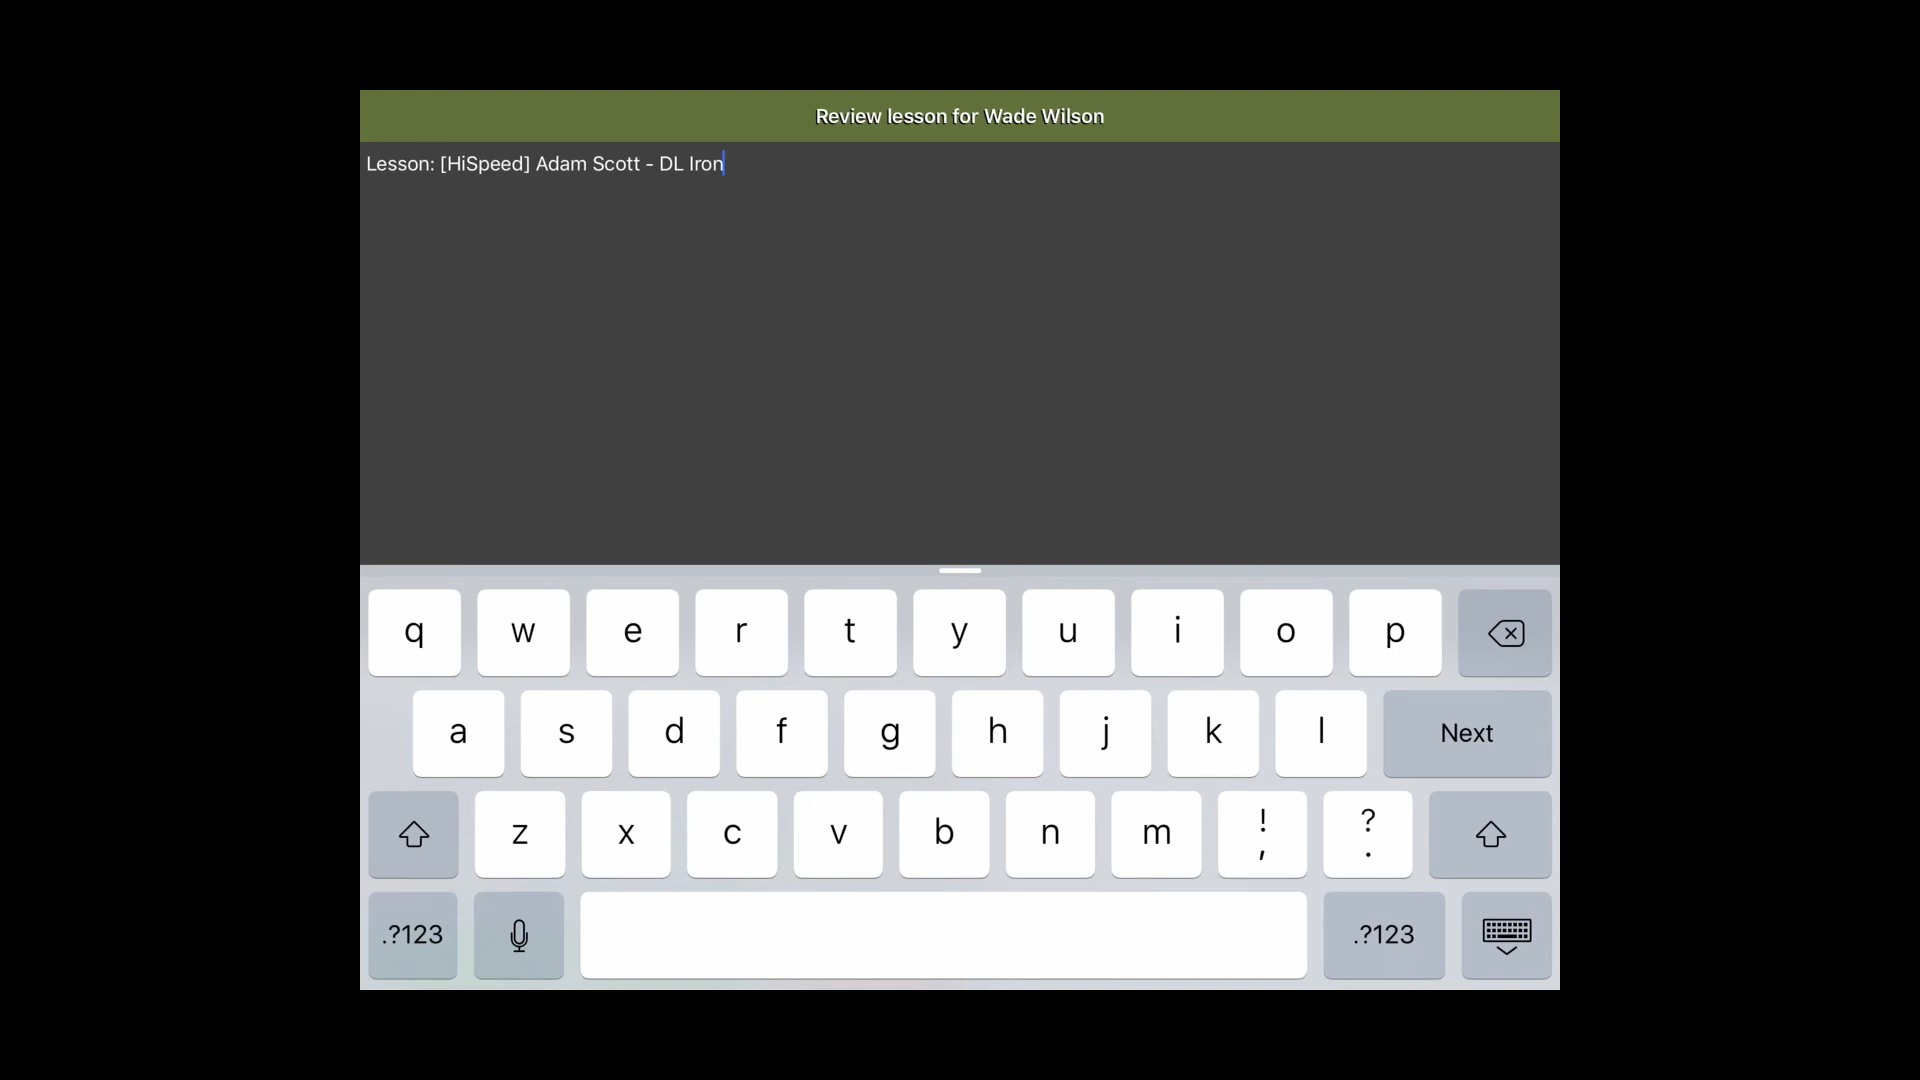 Review lesson for Wade Wilson
Lesson: [HiSpeed] Adam Scott - DL Iron
q w e r t y u i o p
a s d f g h j k l Next
z x c v b n m ! , ? .
.?123 .?123